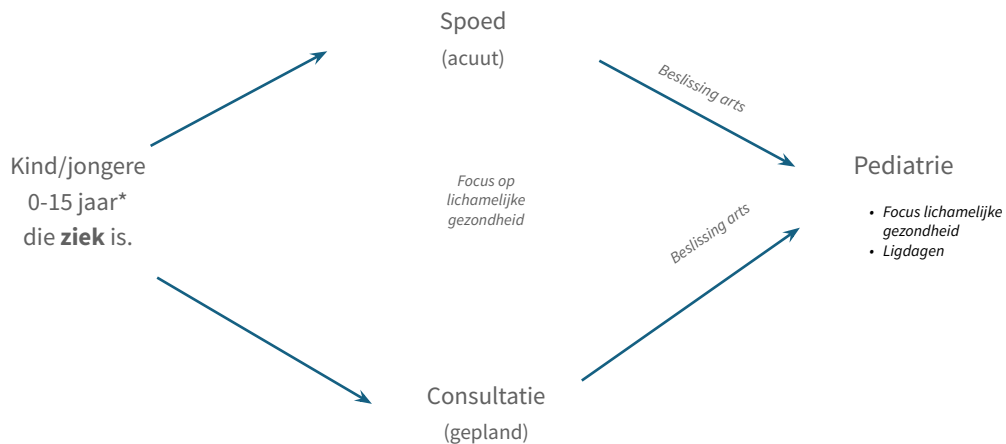 Spoed
(acuut)
Beslissing arts
Kind/jongere
0-15 jaar*
die ziek is.
Focus op
lichamelijke
gezondheid
Pediatrie
• Focus lichamelijke
gezondheid
• Ligdagen
Beslissing arts
Consultatie
(gepland)